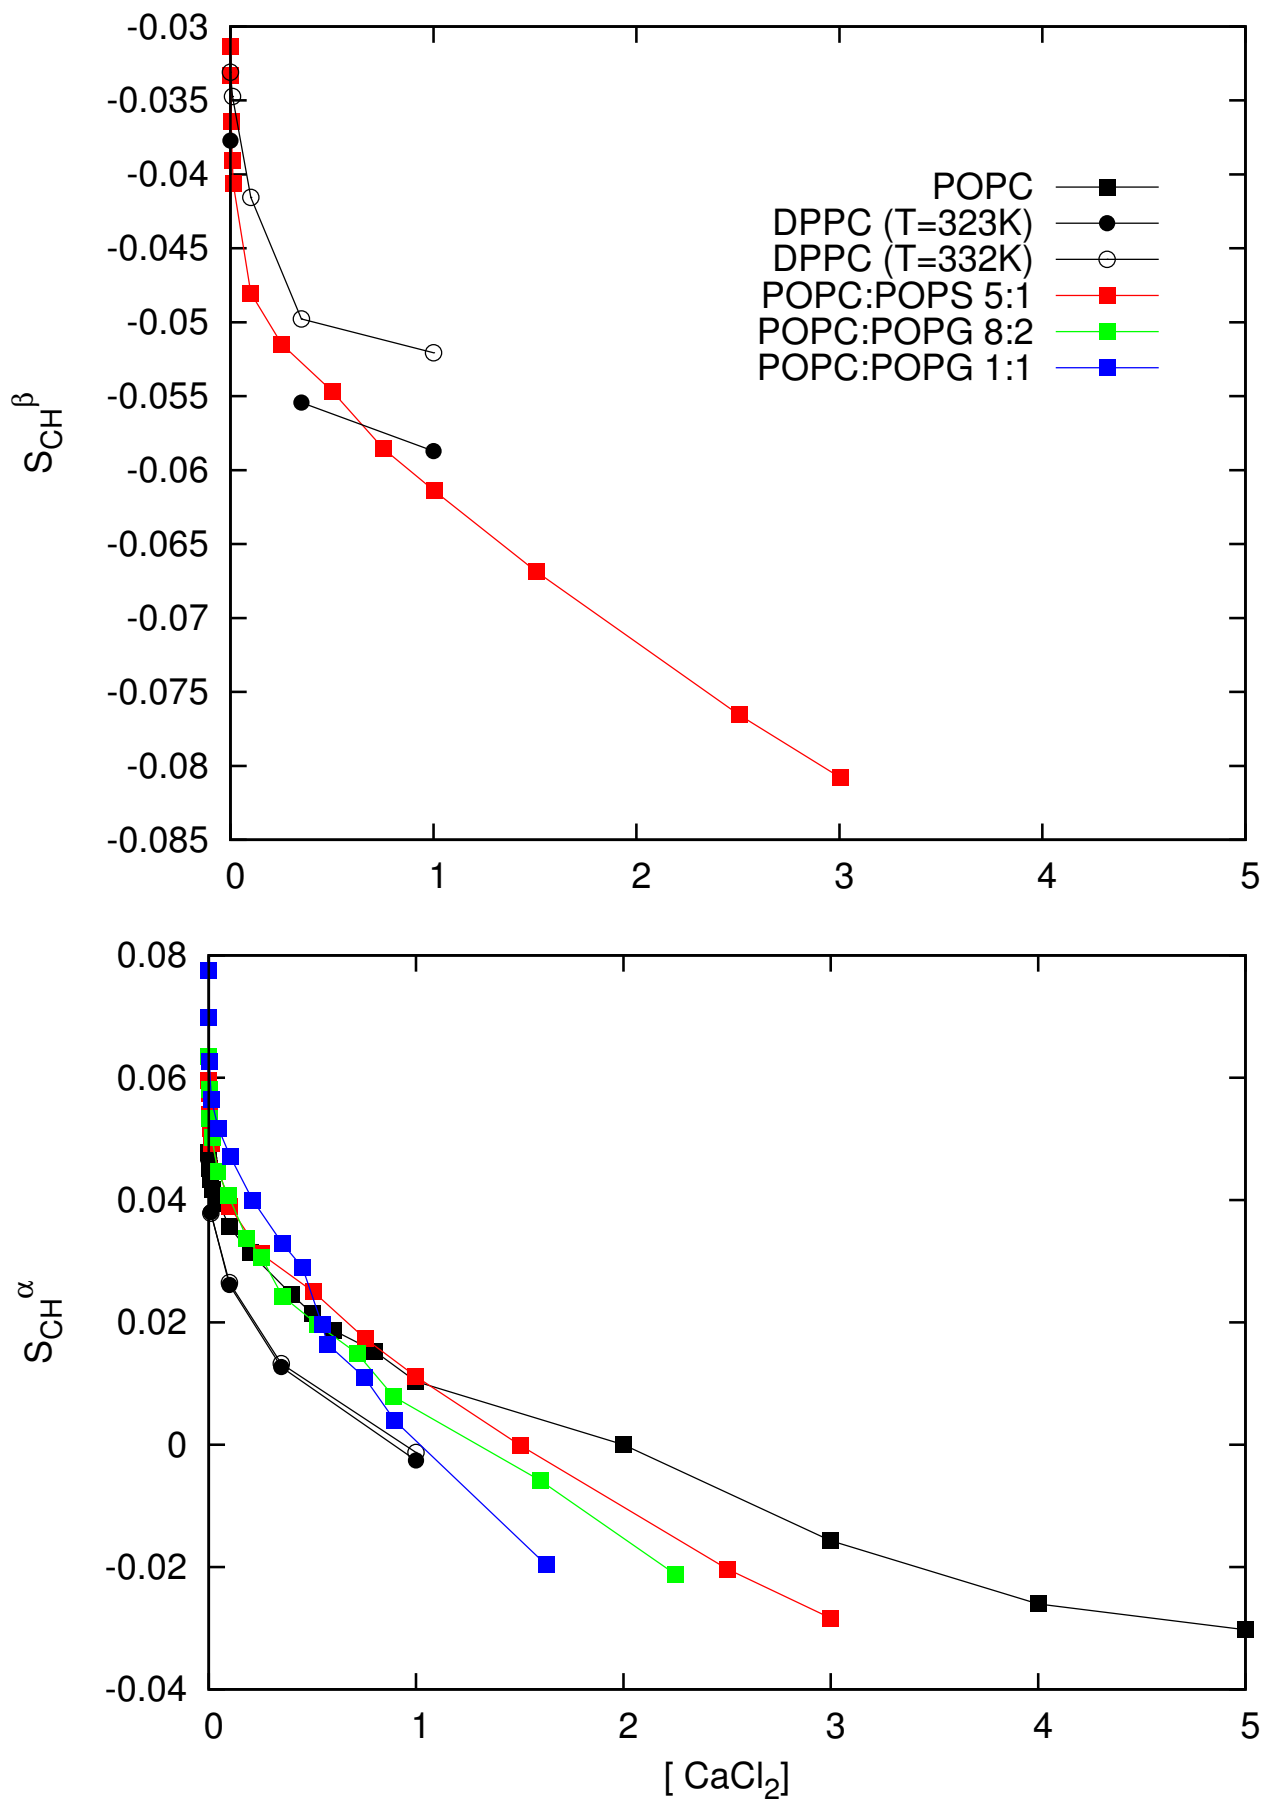 -0.03
-0.035
-0.04
-0.045
-0.05
-0.055
-0.06
-0.065
-0.07
-0.075
-0.08
-0.085
0 1 2 3 4 5
S_CH^β
POPC
DPPC (T=323K)
DPPC (T=332K)
POPC:POPS 5:1
POPC:POPG 8:2
POPC:POPG 1:1
0.08
0.06
0.04
0.02
0
-0.02
-0.04
0 1 2 3 4 5
S_CH^α
[ CaCl₂]